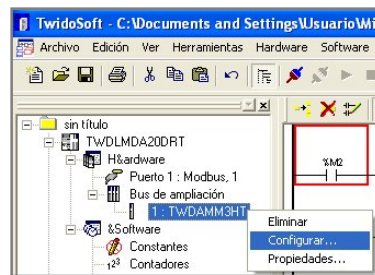 TwidoSoft - C:\Documents and Settings\Usuario\Mi
Archivo Edición Ver Herramientas Hardware Software
sin título
TWDLMDA20DRT
H&ardware
Puerto 1 : Modbus, 1
Bus de ampliación
1 : TWDAMM3HT
&Software
Constantes
Contadores
%M2
Eliminar
Configurar...
Propiedades...